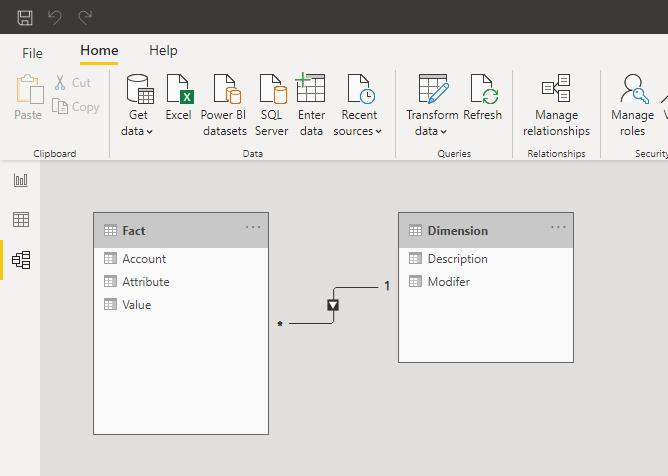 File
Home
Help
Paste
Cut
Copy
Get data
Excel
Power BI datasets
SQL Server
Enter data
Recent sources
Transform data
Refresh
Manage relationships
Manage roles
Clipboard
Data
Queries
Relationships
Security
Fact
...
Account
Attribute
Value
*
1
Dimension
...
Description
Modifer